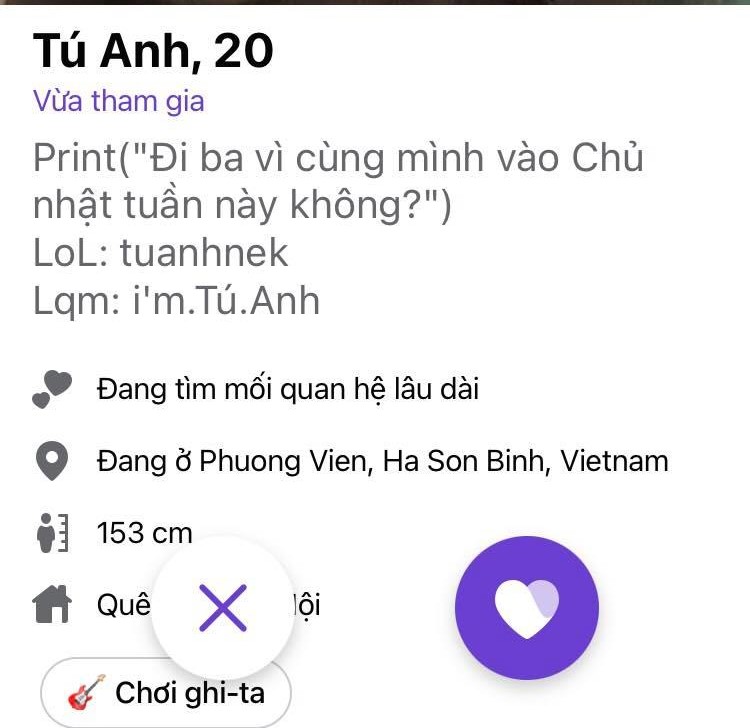 Tú Anh, 20
Vừa tham gia
Print("Đi ba vì cùng mình vào Chủ
nhật tuần này không?")
LoL: tuanhnek
Lqm: i'm.Tú.Anh
Đang tìm mối quan hệ lâu dài
Đang ở Phuong Vien, Ha Son Binh, Vietnam
153 cm
Quê
Chơi ghi-ta